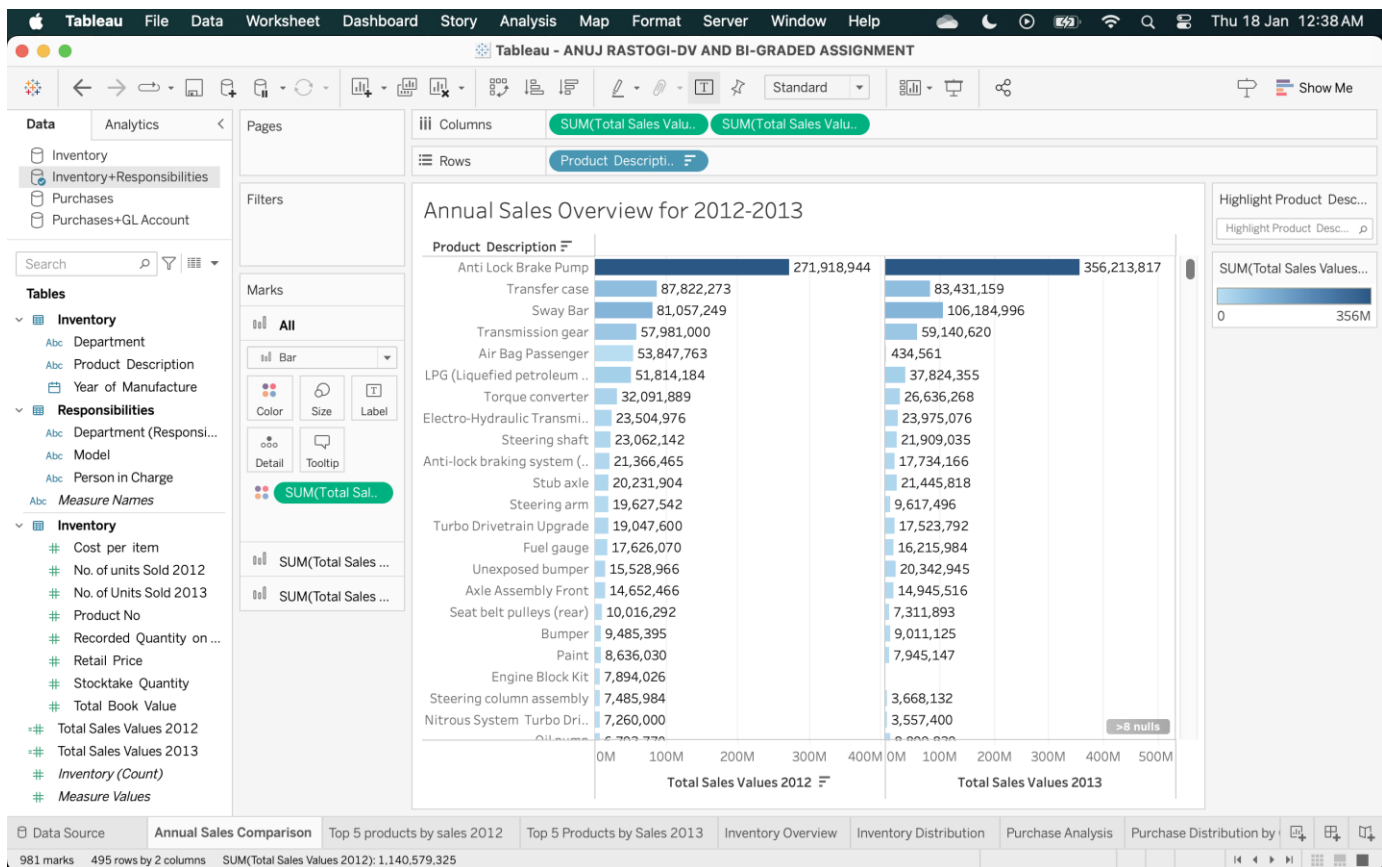 Tableau File Data Worksheet Dashboard Story Analysis Map Format Server Window Help Thu 18 Jan 12:38 AM
Tableau - ANUJ RASTOGI-DV AND BI-GRADED ASSIGNMENT
Standard
Show Me
Data Analytics
Inventory
Inventory+Responsibilities
Purchases
Purchases+GL Account
Search
Tables
Inventory
Abc Department
Abc Product Description
Year of Manufacture
Responsibilities
Abc Department (Responsi...
Abc Model
Abc Person in Charge
Abc Measure Names
Inventory
# Cost per item
# No. of units Sold 2012
# No. of Units Sold 2013
# Product No
# Recorded Quantity on ...
# Retail Price
# Stocktake Quantity
# Total Book Value
=# Total Sales Values 2012
=# Total Sales Values 2013
# Inventory (Count)
# Measure Values
Pages
Filters
Marks
All
Bar
Color Size Label
Detail Tooltip
SUM(Total Sal..
SUM(Total Sales ...
SUM(Total Sales ...
Columns SUM(Total Sales Valu.. SUM(Total Sales Valu..
Rows Product Descripti..
Annual Sales Overview for 2012-2013
Product Description
Anti Lock Brake Pump 271,918,944 356,213,817
Transfer case 87,822,273 83,431,159
Sway Bar 81,057,249 106,184,996
Transmission gear 57,981,000 59,140,620
Air Bag Passenger 53,847,763 434,561
LPG (Liquefied petroleum .. 51,814,184 37,824,355
Torque converter 32,091,889 26,636,268
Electro-Hydraulic Transmi.. 23,504,976 23,975,076
Steering shaft 23,062,142 21,909,035
Anti-lock braking system (.. 21,366,465 17,734,166
Stub axle 20,231,904 21,445,818
Steering arm 19,627,542 9,617,496
Turbo Drivetrain Upgrade 19,047,600 17,523,792
Fuel gauge 17,626,070 16,215,984
Unexposed bumper 15,528,966 20,342,945
Axle Assembly Front 14,652,466 14,945,516
Seat belt pulleys (rear) 10,016,292 7,311,893
Bumper 9,485,395 9,011,125
Paint 8,636,030 7,945,147
Engine Block Kit 7,894,026
Steering column assembly 7,485,984 3,668,132
Nitrous System Turbo Dri.. 7,260,000 3,557,400
>8 nulls
0M 100M 200M 300M 400M 0M 100M 200M 300M 400M 500M
Total Sales Values 2012 Total Sales Values 2013
Highlight Product Desc...
Highlight Product Desc...
SUM(Total Sales Values...
0 356M
Data Source Annual Sales Comparison Top 5 products by sales 2012 Top 5 Products by Sales 2013 Inventory Overview Inventory Distribution Purchase Analysis Purchase Distribution by
981 marks 495 rows by 2 columns SUM(Total Sales Values 2012): 1,140,579,325